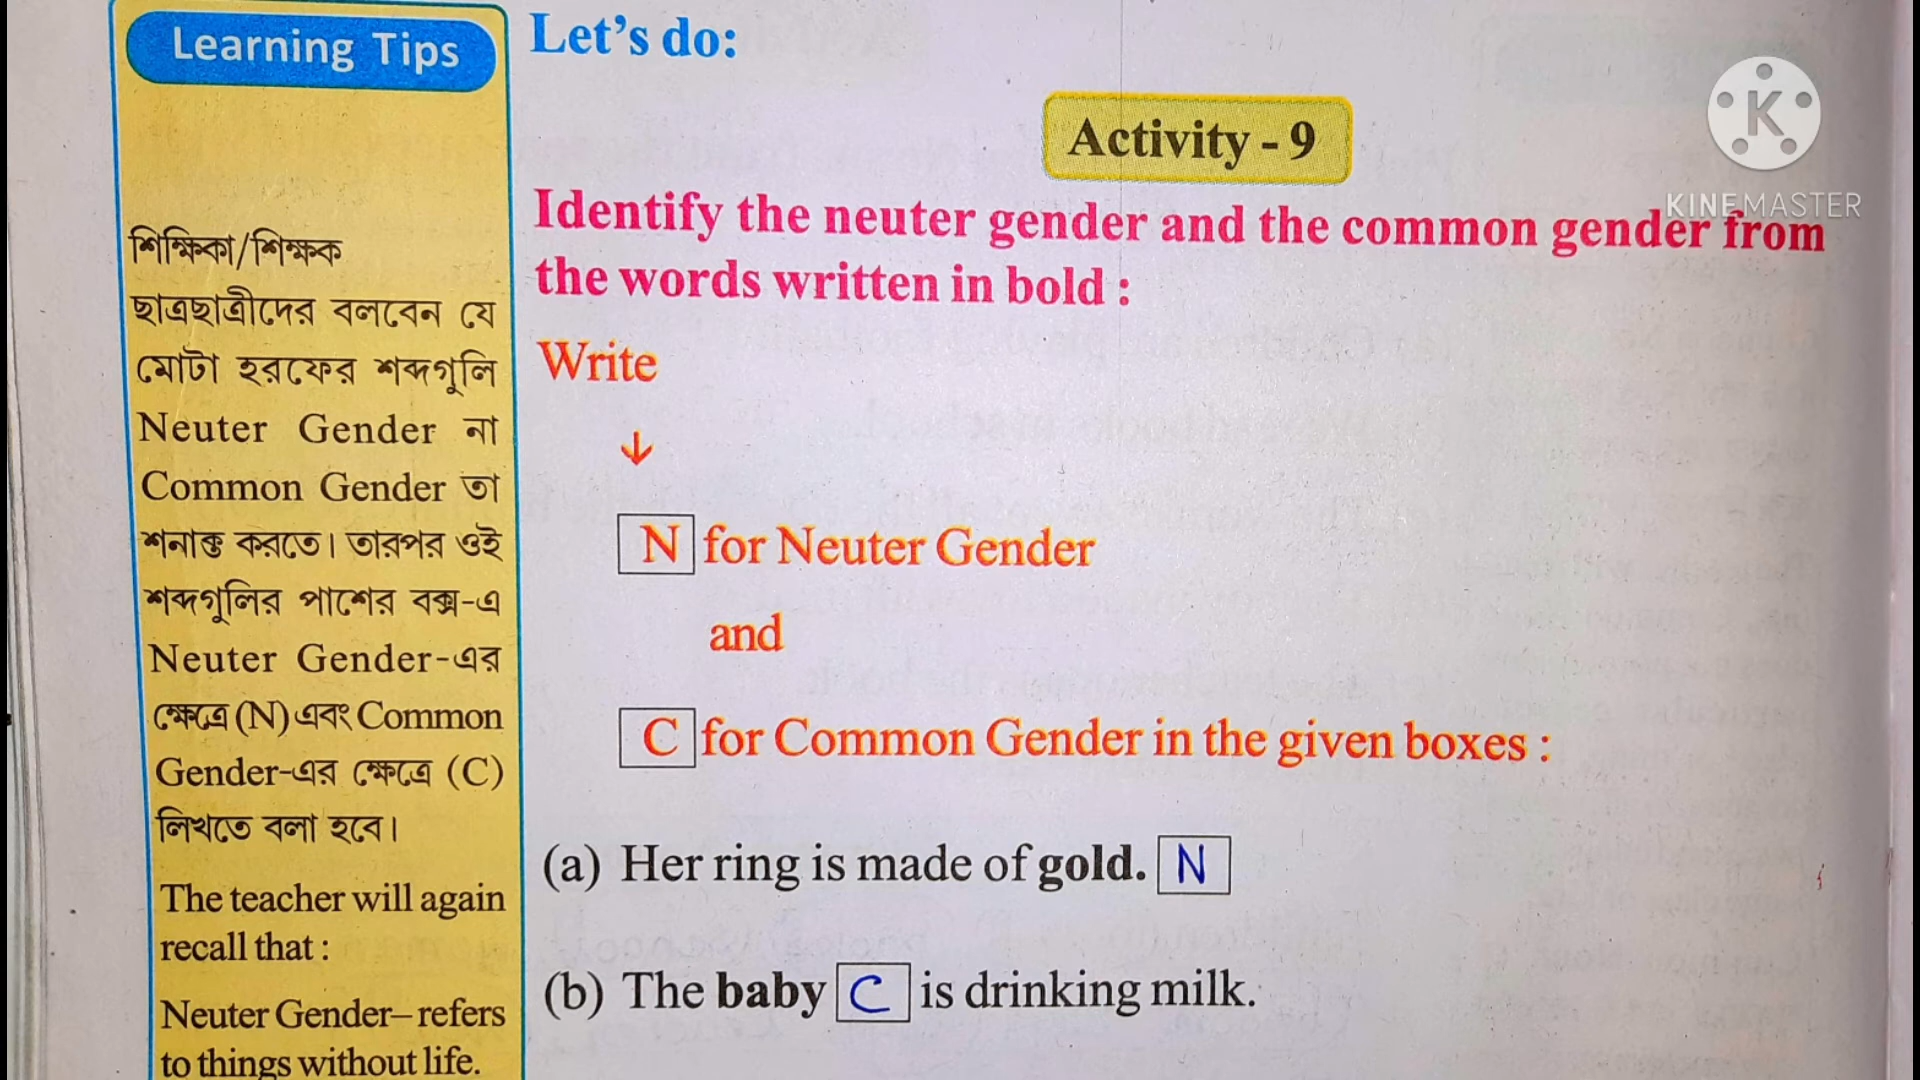 Learning Tips
শিক্ষিকা/শিক্ষক
ছাত্রছাত্রীদের বলবেন যে
মোটা হরফের শব্দগুলি
Neuter Gender না
Common Gender তা
শনাক্ত করতে। তারপর ওই
শব্দগুলির পাশের বক্স-এ
Neuter Gender-এর
ক্ষেত্রে (N) এবং Common
Gender-এর ক্ষেত্রে (C)
লিখতে বলা হবে।
The teacher will again
recall that :
Neuter Gender– refers
to things without life.
Let's do:
Activity - 9
Identify the neuter gender and the common gender from
the words written in bold :
Write
↓
N for Neuter Gender
and
C for Common Gender in the given boxes :
(a) Her ring is made of gold. N
(b) The baby C is drinking milk.
K
KINEMASTER